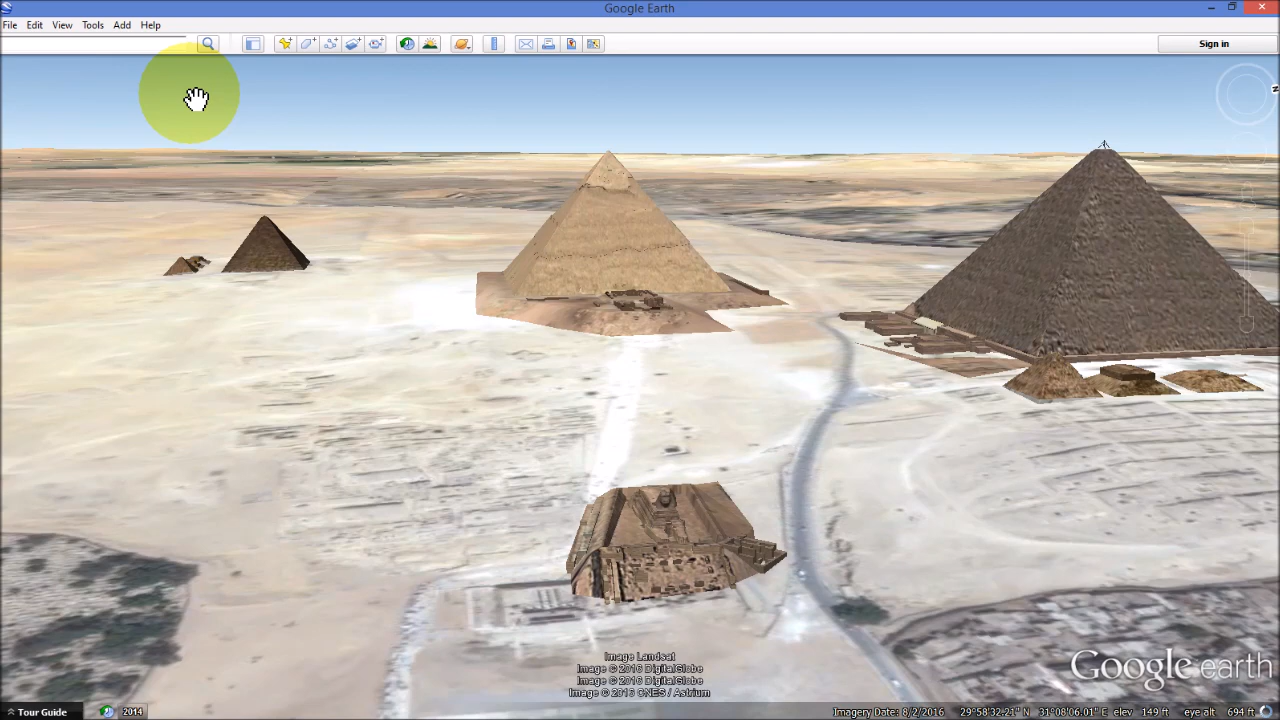 Google Earth
File Edit View Tools Add Help
Sign in
Image Landsat
Image © 2016 DigitalGlobe
Image © 2016 DigitalGlobe
Image © 2016 CNES / Astrium
Google earth
Tour Guide
2014
Imagery Date: 8/2/2016 29°58'32.21" N 31°08'06.01" E elev 149 ft eye alt 694 ft